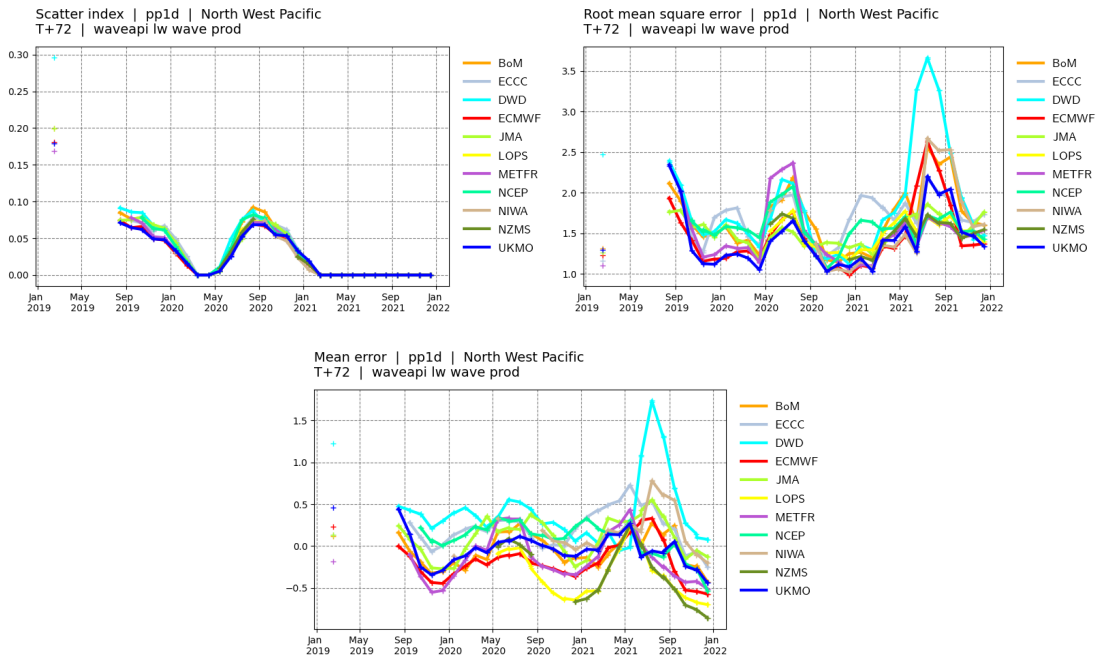 Scatter index | pp1d | North West Pacific
T+72 | waveapi lw wave prod
0.30
0.25
0.20
0.15
0.10
0.05
0.00
Jan May Sep Jan May Sep Jan May Sep Jan
2019 2019 2019 2020 2020 2020 2021 2021 2021 2022
BoM
ECCC
DWD
ECMWF
JMA
LOPS
METFR
NCEP
NIWA
NZMS
UKMO
Root mean square error | pp1d | North West Pacific
T+72 | waveapi lw wave prod
3.5
3.0
2.5
2.0
1.5
1.0
Jan May Sep Jan May Sep Jan May Sep Jan
2019 2019 2019 2020 2020 2020 2021 2021 2021 2022
BoM
ECCC
DWD
ECMWF
JMA
LOPS
METFR
NCEP
NIWA
NZMS
UKMO
Mean error | pp1d | North West Pacific
T+72 | waveapi lw wave prod
1.5
1.0
0.5
0.0
−0.5
Jan May Sep Jan May Sep Jan May Sep Jan
2019 2019 2019 2020 2020 2020 2021 2021 2021 2022
BoM
ECCC
DWD
ECMWF
JMA
LOPS
METFR
NCEP
NIWA
NZMS
UKMO